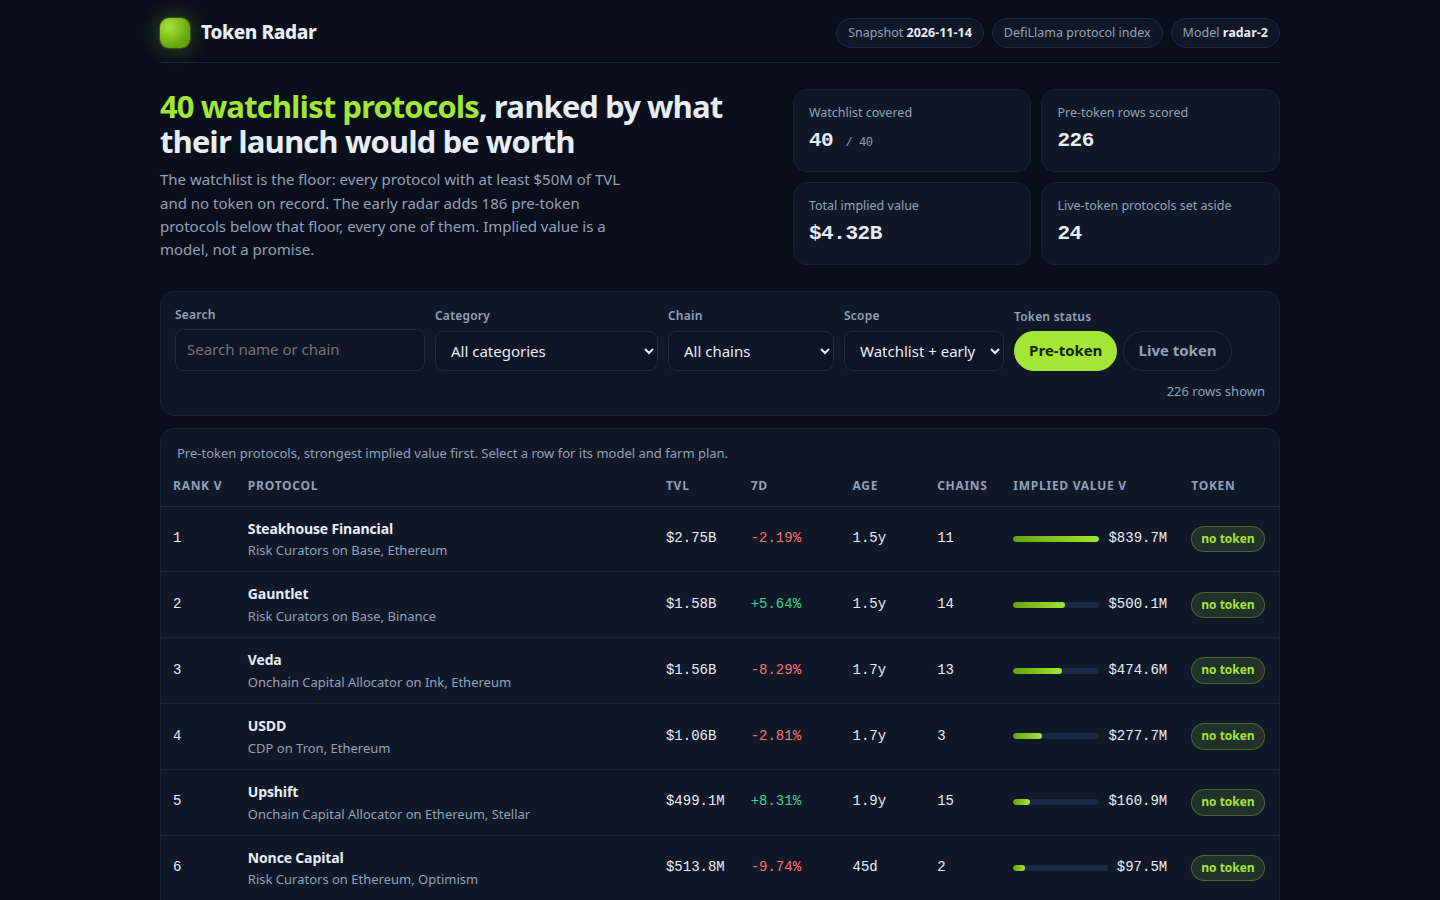 Token Radar
Snapshot 2026-11-14
DefiLlama protocol index
Model radar-2
40 watchlist protocols, ranked by what
their launch would be worth
The watchlist is the floor: every protocol with at least $50M of TVL
and no token on record. The early radar adds 186 pre-token
protocols below that floor, every one of them. Implied value is a
model, not a promise.
Watchlist covered
40 / 40
Pre-token rows scored
226
Total implied value
$4.32B
Live-token protocols set aside
24
Search
Search name or chain
Category
All categories
Chain
All chains
Scope
Watchlist + early
Token status
Pre-token
Live token
226 rows shown
Pre-token protocols, strongest implied value first. Select a row for its model and farm plan.
RANK V PROTOCOL TVL 7D AGE CHAINS IMPLIED VALUE V TOKEN
1 Steakhouse Financial $2.75B -2.19% 1.5y 11 $839.7M no token
Risk Curators on Base, Ethereum
2 Gauntlet $1.58B +5.64% 1.5y 14 $500.1M no token
Risk Curators on Base, Binance
3 Veda $1.56B -8.29% 1.7y 13 $474.6M no token
Onchain Capital Allocator on Ink, Ethereum
4 USDD $1.06B -2.81% 1.7y 3 $277.7M no token
CDP on Tron, Ethereum
5 Upshift $499.1M +8.31% 1.9y 15 $160.9M no token
Onchain Capital Allocator on Ethereum, Stellar
6 Nonce Capital $513.8M -9.74% 45d 2 $97.5M no token
Risk Curators on Ethereum, Optimism